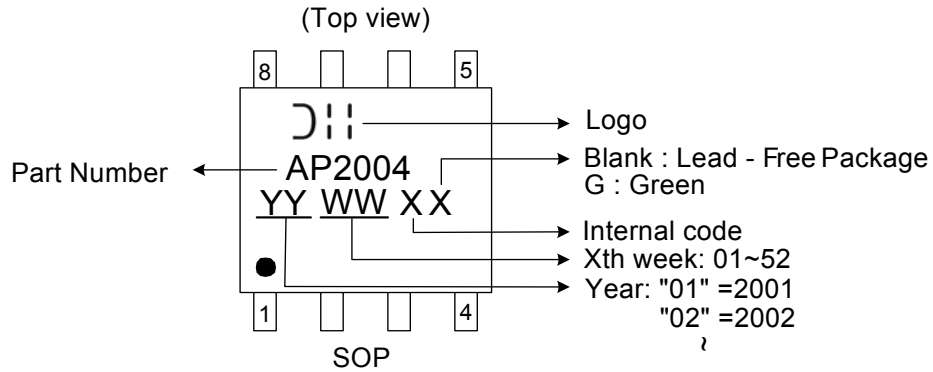 (Top view)
8 5
Logo
Part Number
AP2004
Blank : Lead - Free Package
G : Green
YY WW X X
Internal code
Xth week: 01~52
Year: "01" =2001
"02" =2002
~
1 4
SOP